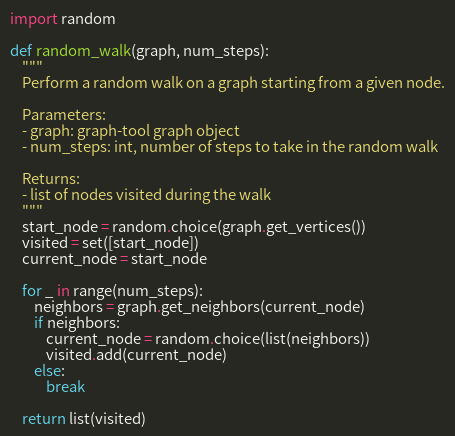 import random

def random_walk(graph, num_steps):
    """
    Perform a random walk on a graph starting from a given node.

    Parameters:
    - graph: graph-tool graph object
    - num_steps: int, number of steps to take in the random walk

    Returns:
    - list of nodes visited during the walk
    """
    start_node = random.choice(graph.get_vertices())
    visited = set([start_node])
    current_node = start_node

    for _ in range(num_steps):
        neighbors = graph.get_neighbors(current_node)
        if neighbors:
            current_node = random.choice(list(neighbors))
            visited.add(current_node)
        else:
            break

    return list(visited)